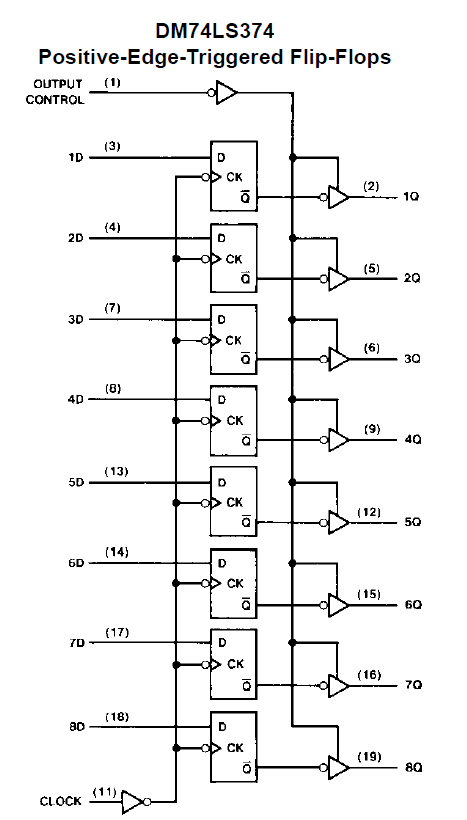 DM74LS374
Positive-Edge-Triggered Flip-Flops
OUTPUT (1)
CONTROL
1D (3) D
CK
Q̅ (2) 1Q
2D (4) D
CK
Q̅ (5) 2Q
3D (7) D
CK
Q̅ (6) 3Q
4D (8) D
CK
Q̅ (9) 4Q
5D (13) D
CK
Q̅ (12) 5Q
6D (14) D
CK
Q̅ (15) 6Q
7D (17) D
CK
Q̅ (16) 7Q
8D (18) D
CK
Q̅ (19) 8Q
CLOCK (11)